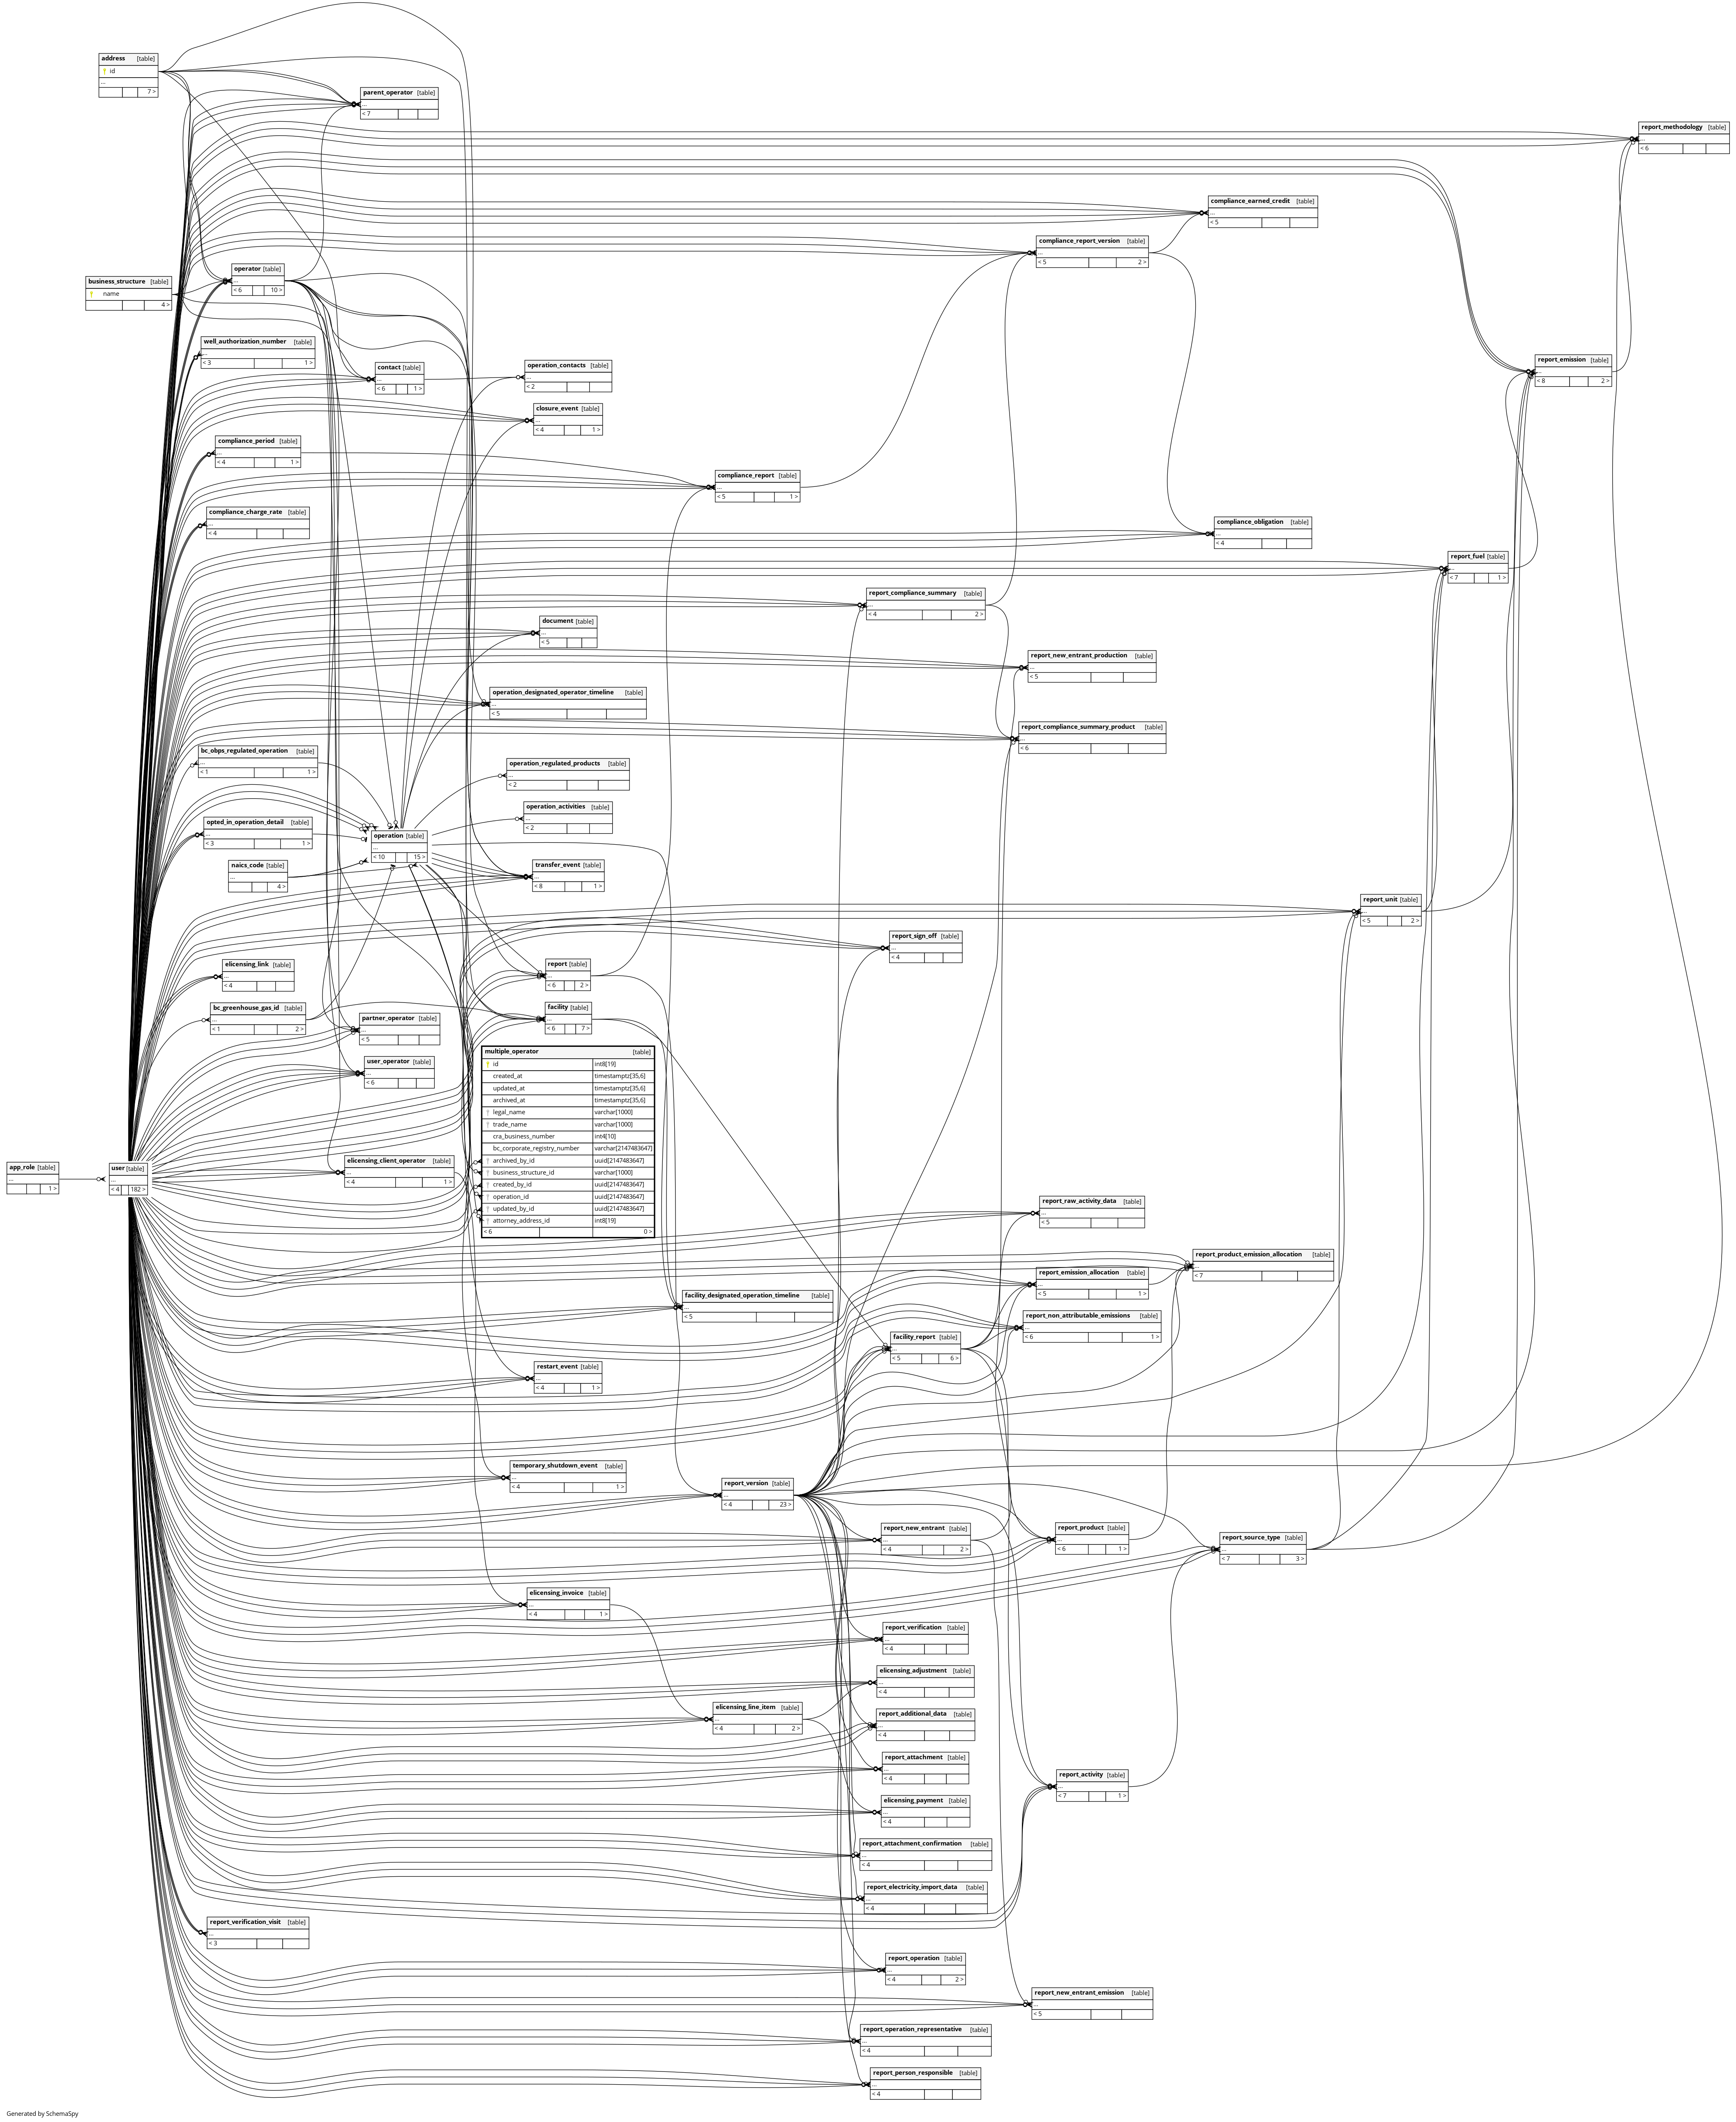 address [table]
id
...
7 >
parent_operator [table]
...
< 7
report_methodology [table]
...
< 6
compliance_earned_credit [table]
...
< 5
compliance_report_version [table]
...
< 5 2 >
operator [table]
...
< 6 10 >
business_structure [table]
name
4 >
well_authorization_number [table]
...
< 3 1 >
report_emission [table]
...
< 8 2 >
contact [table]
...
< 6 1 >
operation_contacts [table]
...
< 2
closure_event [table]
...
< 4 1 >
compliance_period [table]
...
< 4 1 >
compliance_report [table]
...
< 5 1 >
compliance_charge_rate [table]
...
< 4
compliance_obligation [table]
...
< 4
report_fuel [table]
...
< 7 1 >
report_compliance_summary [table]
...
< 4 2 >
document [table]
...
< 5
report_new_entrant_production [table]
...
< 5
operation_designated_operator_timeline [table]
...
< 5
report_compliance_summary_product [table]
...
< 6
bc_obps_regulated_operation [table]
...
< 1 1 >
operation_regulated_products [table]
...
< 2
operation_activities [table]
...
< 2
opted_in_operation_detail [table]
...
< 3 1 >
operation [table]
...
< 10 15 >
naics_code [table]
...
4 >
transfer_event [table]
...
< 8 1 >
report_unit [table]
...
< 5 2 >
report_sign_off [table]
...
< 4
elicensing_link [table]
...
< 4
report [table]
...
< 6 2 >
bc_greenhouse_gas_id [table]
...
< 1 2 >
facility [table]
...
< 6 7 >
partner_operator [table]
...
< 5
user_operator [table]
...
< 6
multiple_operator [table]
id int8[19]
created_at timestamptz[35,6]
updated_at timestamptz[35,6]
archived_at timestamptz[35,6]
legal_name varchar[1000]
trade_name varchar[1000]
cra_business_number int4[10]
bc_corporate_registry_number varchar[2147483647]
archived_by_id uuid[2147483647]
business_structure_id varchar[1000]
created_by_id uuid[2147483647]
operation_id uuid[2147483647]
updated_by_id uuid[2147483647]
attorney_address_id int8[19]
< 6 0 >
app_role [table]
...
1 >
user [table]
...
< 4 182 >
elicensing_client_operator [table]
...
< 4 1 >
report_raw_activity_data [table]
...
< 5
report_product_emission_allocation [table]
...
< 7
report_emission_allocation [table]
...
< 5 1 >
facility_designated_operation_timeline [table]
...
< 5
report_non_attributable_emissions [table]
...
< 6 1 >
facility_report [table]
...
< 5 6 >
restart_event [table]
...
< 4 1 >
temporary_shutdown_event [table]
...
< 4 1 >
report_version [table]
...
< 4 23 >
report_new_entrant [table]
...
< 4 2 >
report_product [table]
...
< 6 1 >
report_source_type [table]
...
< 7 3 >
elicensing_invoice [table]
...
< 4 1 >
report_verification [table]
...
< 4
elicensing_adjustment [table]
...
< 4
elicensing_line_item [table]
...
< 4 2 >
report_additional_data [table]
...
< 4
report_attachment [table]
...
< 4
report_activity [table]
...
< 7 1 >
elicensing_payment [table]
...
< 4
report_attachment_confirmation [table]
...
< 4
report_electricity_import_data [table]
...
< 4
report_verification_visit [table]
...
< 3
report_operation [table]
...
< 4 2 >
report_new_entrant_emission [table]
...
< 5
report_operation_representative [table]
...
< 4
report_person_responsible [table]
...
< 4
Generated by SchemaSpy